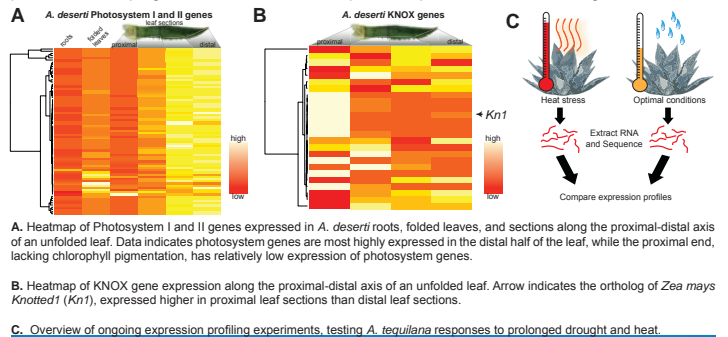 A
A. deserti Photosystem I and II genes
leaf sections
roots
folded
leaves
proximal
distal
high
low
B
A. deserti KNOX genes
proximal
distal
Kn1
high
low
C
Heat stress
Optimal conditions
Extract RNA
and Sequence
Compare expression profiles
A. Heatmap of Photosystem I and II genes expressed in A. deserti roots, folded leaves, and sections along the proximal-distal axis
of an unfolded leaf. Data indicates photosystem genes are most highly expressed in the distal half of the leaf, while the proximal end,
lacking chlorophyll pigmentation, has relatively low expression of photosystem genes.
B. Heatmap of KNOX gene expression along the proximal-distal axis of an unfolded leaf. Arrow indicates the ortholog of Zea mays
Knotted1 (Kn1), expressed higher in proximal leaf sections than distal leaf sections.
C. Overview of ongoing expression profiling experiments, testing A. tequilana responses to prolonged drought and heat.